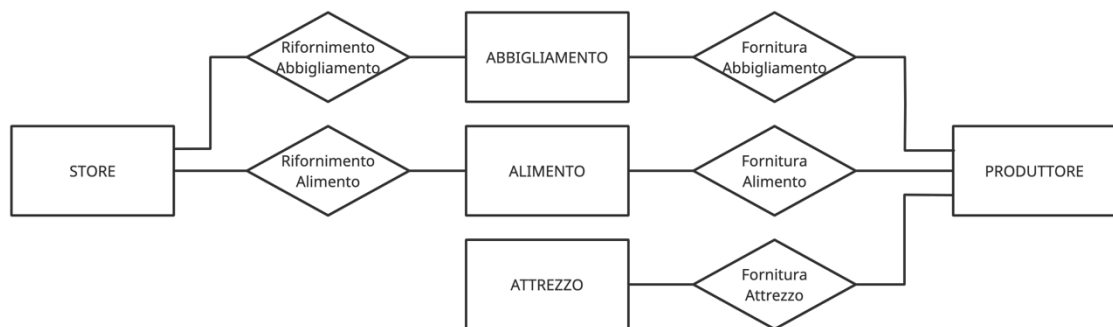 Rifornimento
Abbigliamento
ABBIGLIAMENTO
Fornitura
Abbigliamento
STORE
Rifornimento
Alimento
ALIMENTO
Fornitura
Alimento
PRODUTTORE
ATTREZZO
Fornitura
Attrezzo